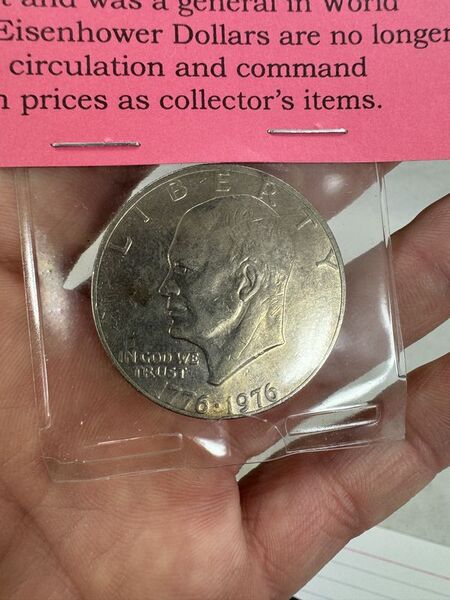 and was a general in World
Eisenhower Dollars are no longer
circulation and command
prices as collector's items.
LIBERTY
IN GOD WE
TRUST
1776·1976